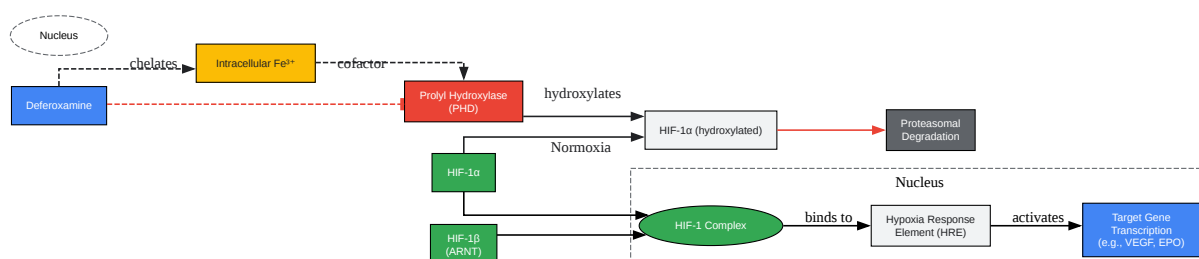 Nucleus
chelates
Intracellular Fe³⁺
cofactor
Deferoxamine
Prolyl Hydroxylase
(PHD)
hydroxylates
HIF-1α (hydroxylated)
Proteasomal
Degradation
Normoxia
HIF-1α
Nucleus
HIF-1β
(ARNT)
HIF-1 Complex
binds to
Hypoxia Response
Element (HRE)
activates
Target Gene
Transcription
(e.g., VEGF, EPO)